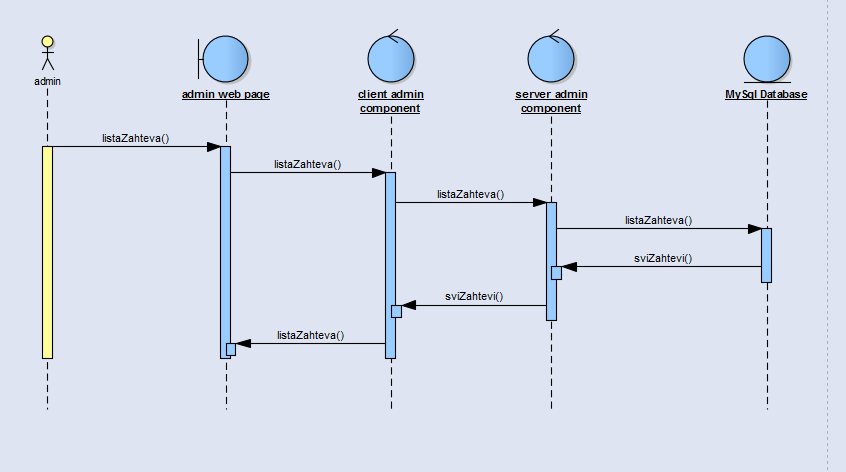 admin
admin web page
client admin
component
server admin
component
MySql Database
listaZahteva()
listaZahteva()
listaZahteva()
listaZahteva()
sviZahtevi()
sviZahtevi()
listaZahteva()